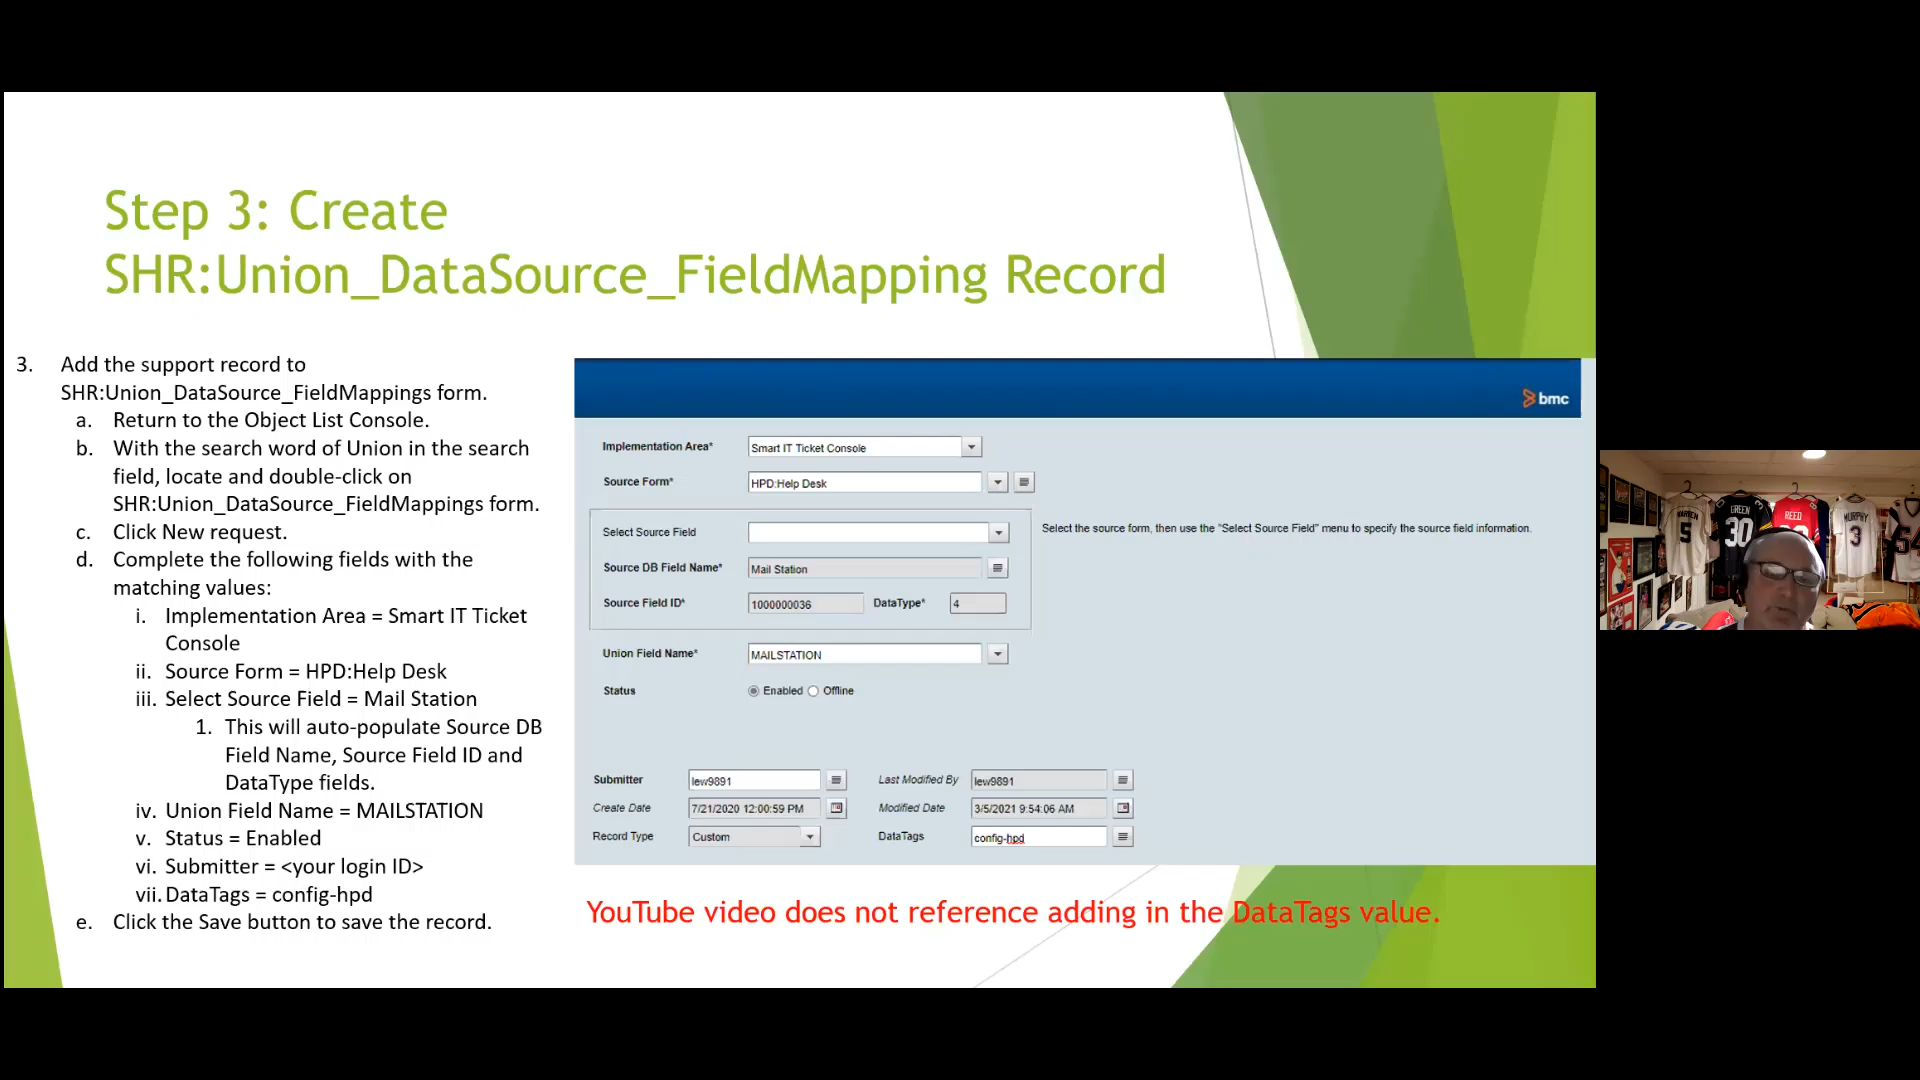 Step 3: Create
SHR:Union_DataSource_FieldMapping Record
3. Add the support record to
SHR:Union_DataSource_FieldMappings form.
a. Return to the Object List Console.
b. With the search word of Union in the search
field, locate and double-click on
SHR:Union_DataSource_FieldMappings form.
c. Click New request.
d. Complete the following fields with the
matching values:
i. Implementation Area = Smart IT Ticket
Console
ii. Source Form = HPD:Help Desk
iii. Select Source Field = Mail Station
1. This will auto-populate Source DB
Field Name, Source Field ID and
DataType fields.
iv. Union Field Name = MAILSTATION
v. Status = Enabled
vi. Submitter = <your login ID>
vii. DataTags = config-hpd
e. Click the Save button to save the record.
bmc
Implementation Area* Smart IT Ticket Console
Source Form* HPD:Help Desk
Select Source Field
Select the source form, then use the "Select Source Field" menu to specify the source field information.
Source DB Field Name* Mail Station
Source Field ID* 1000000036 DataType* 4
Union Field Name* MAILSTATION
Status Enabled Offline
Submitter lew9891 Last Modified By lew9891
Create Date 7/21/2020 12:00:59 PM Modified Date 3/5/2021 9:54:06 AM
Record Type Custom DataTags config-hpd
YouTube video does not reference adding in the DataTags value.
WARREN
5
GREEN
30
REED
MURPHY
3
54